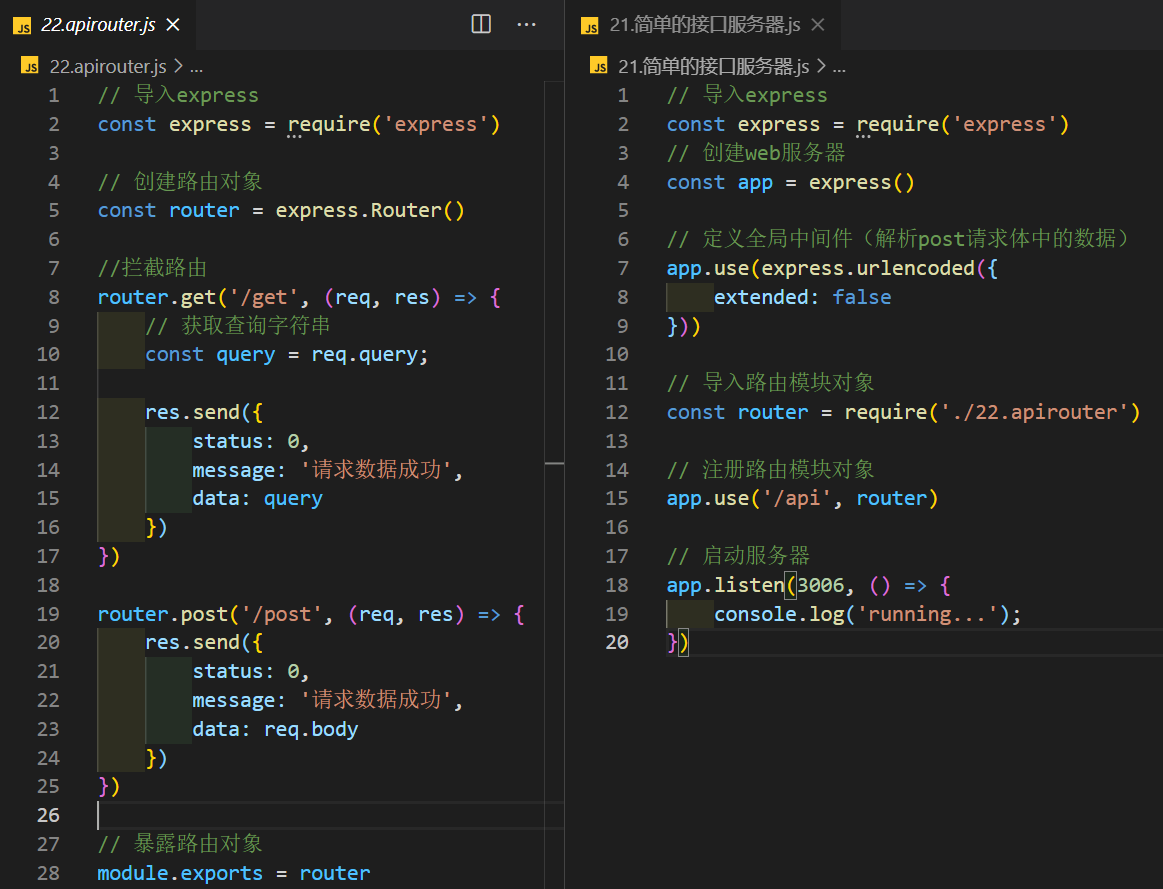 JS 22.apirouter.js
JS 22.apirouter.js > ...
1 // 导入express
2 const express = require('express')
3
4 // 创建路由对象
5 const router = express.Router()
6
7 //拦截路由
8 router.get('/get', (req, res) => {
9     // 获取查询字符串
10     const query = req.query;
11
12     res.send({
13         status: 0,
14         message: '请求数据成功',
15         data: query
16     })
17 })
18
19 router.post('/post', (req, res) => {
20     res.send({
21         status: 0,
22         message: '请求数据成功',
23         data: req.body
24     })
25 })
26
27 // 暴露路由对象
28 module.exports = router
JS 21.简单的接口服务器.js
JS 21.简单的接口服务器.js > ...
1 // 导入express
2 const express = require('express')
3 // 创建web服务器
4 const app = express()
5
6 // 定义全局中间件（解析post请求体中的数据）
7 app.use(express.urlencoded({
8     extended: false
9 }))
10
11 // 导入路由模块对象
12 const router = require('./22.apirouter')
13
14 // 注册路由模块对象
15 app.use('/api', router)
16
17 // 启动服务器
18 app.listen(3006, () => {
19     console.log('running...');
20 })